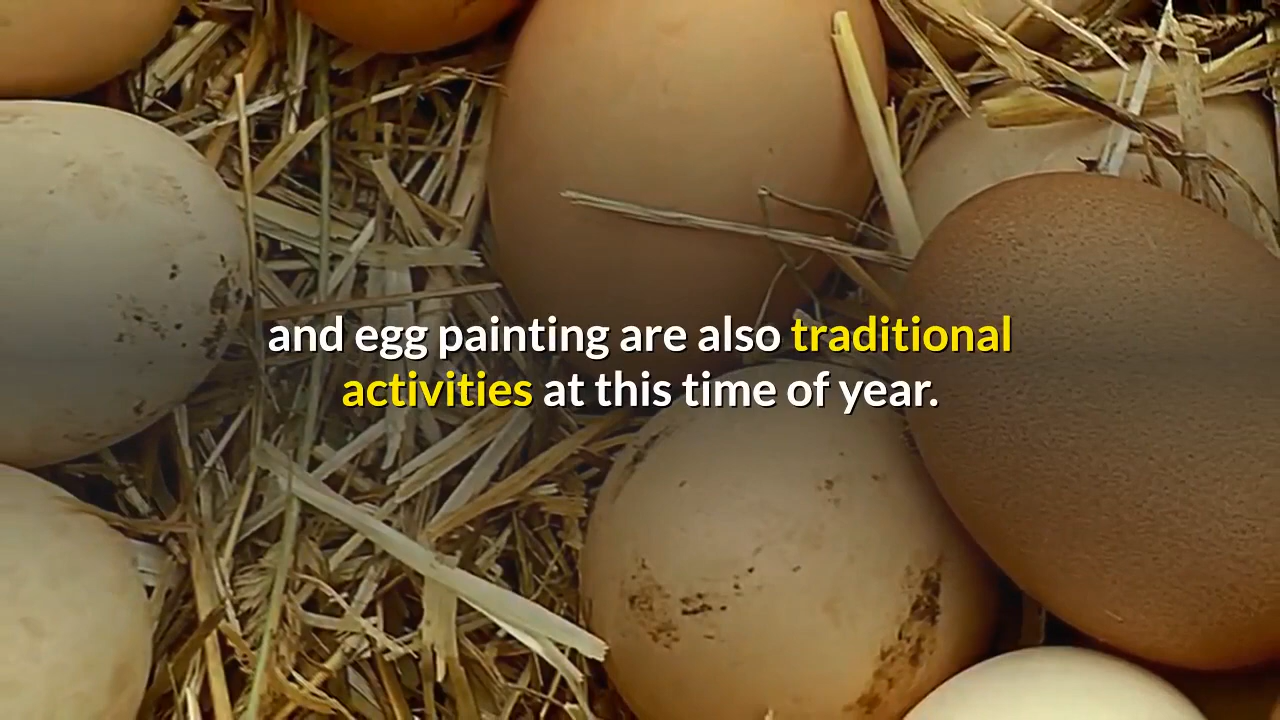 and egg painting are also traditional
activities at this time of year.